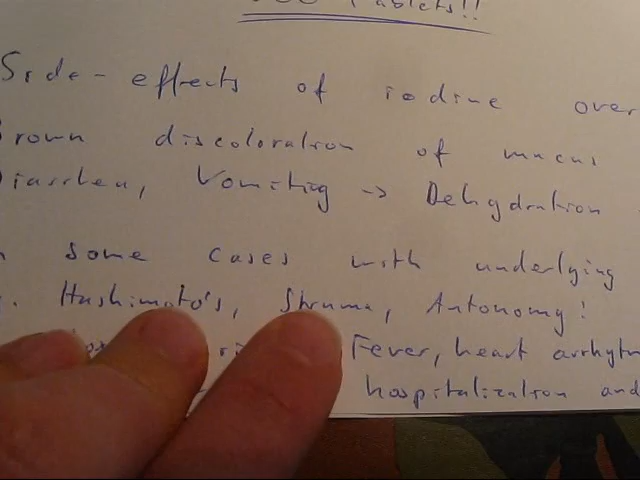 Tablets!!
Side-effects of iodine over
Brown discoloration of mucus
Diarrhea, Vomiting -> Dehydration
some cases with underlying
Hashimoto's, Struma, Autonomy!
Fever, heart arrhytm
hospitalization and